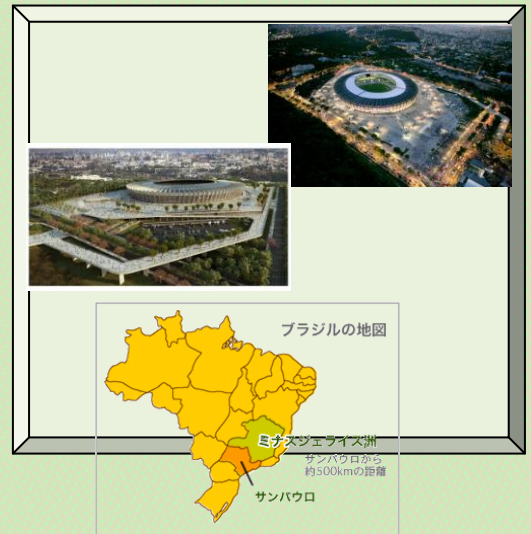 ブラジルの地図
ミナスジェライス洲
サンパウロから
約500kmの距離
サンパウロ